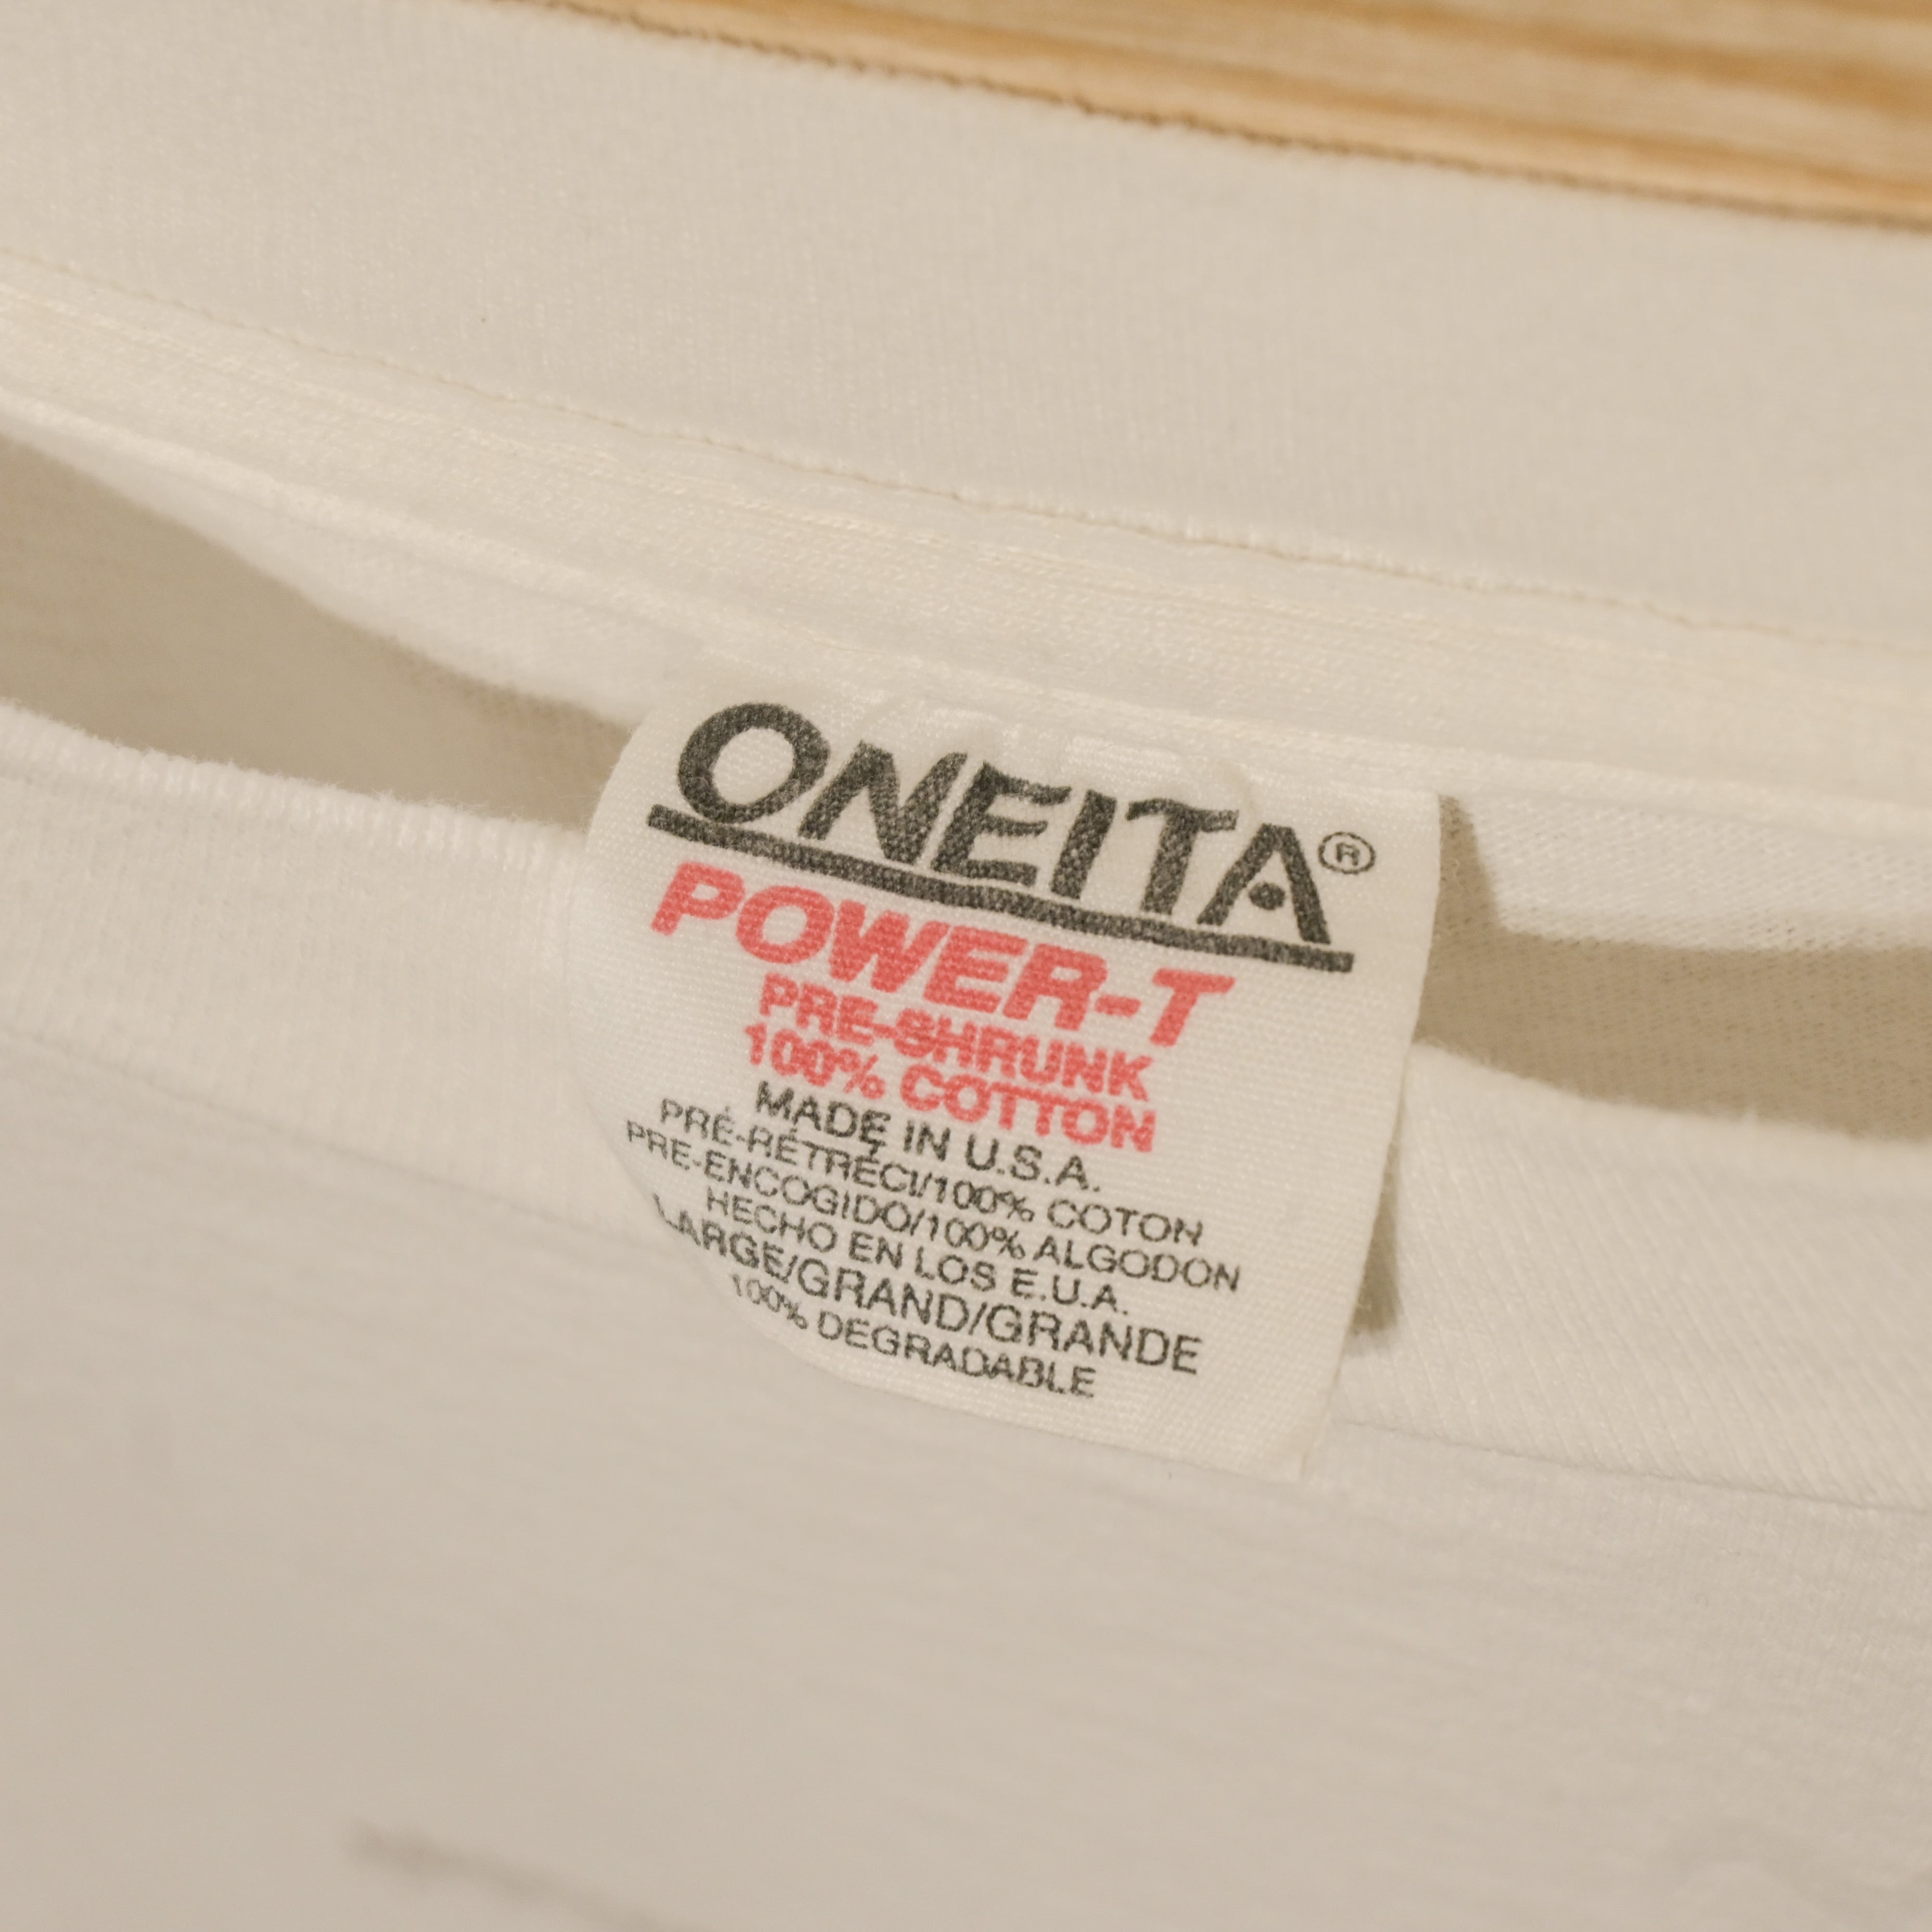 ONEITA®
POWER-T
PRE-SHRUNK
100% COTTON
MADE IN U.S.A.
PRÉ-RÉTRÉCI/100% COTON
PRE-ENCOGIDO/100% ALGODON
HECHO EN LOS E.U.A.
LARGE/GRAND/GRANDE
100% DEGRADABLE